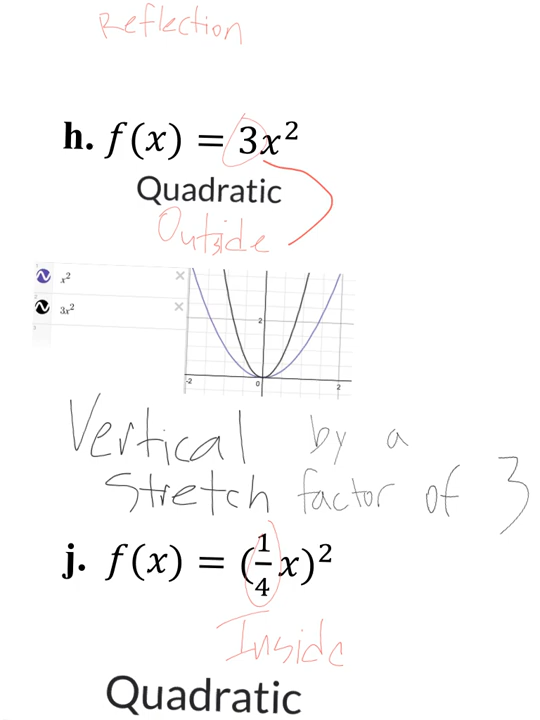 Reflection
h. f(x) = 3x²
Quadratic
Outside
x²
3x²
2
-2 0 2
Vertical by a
Stretch factor of 3
j. f(x) = (1/4 x)²
Inside
Quadratic